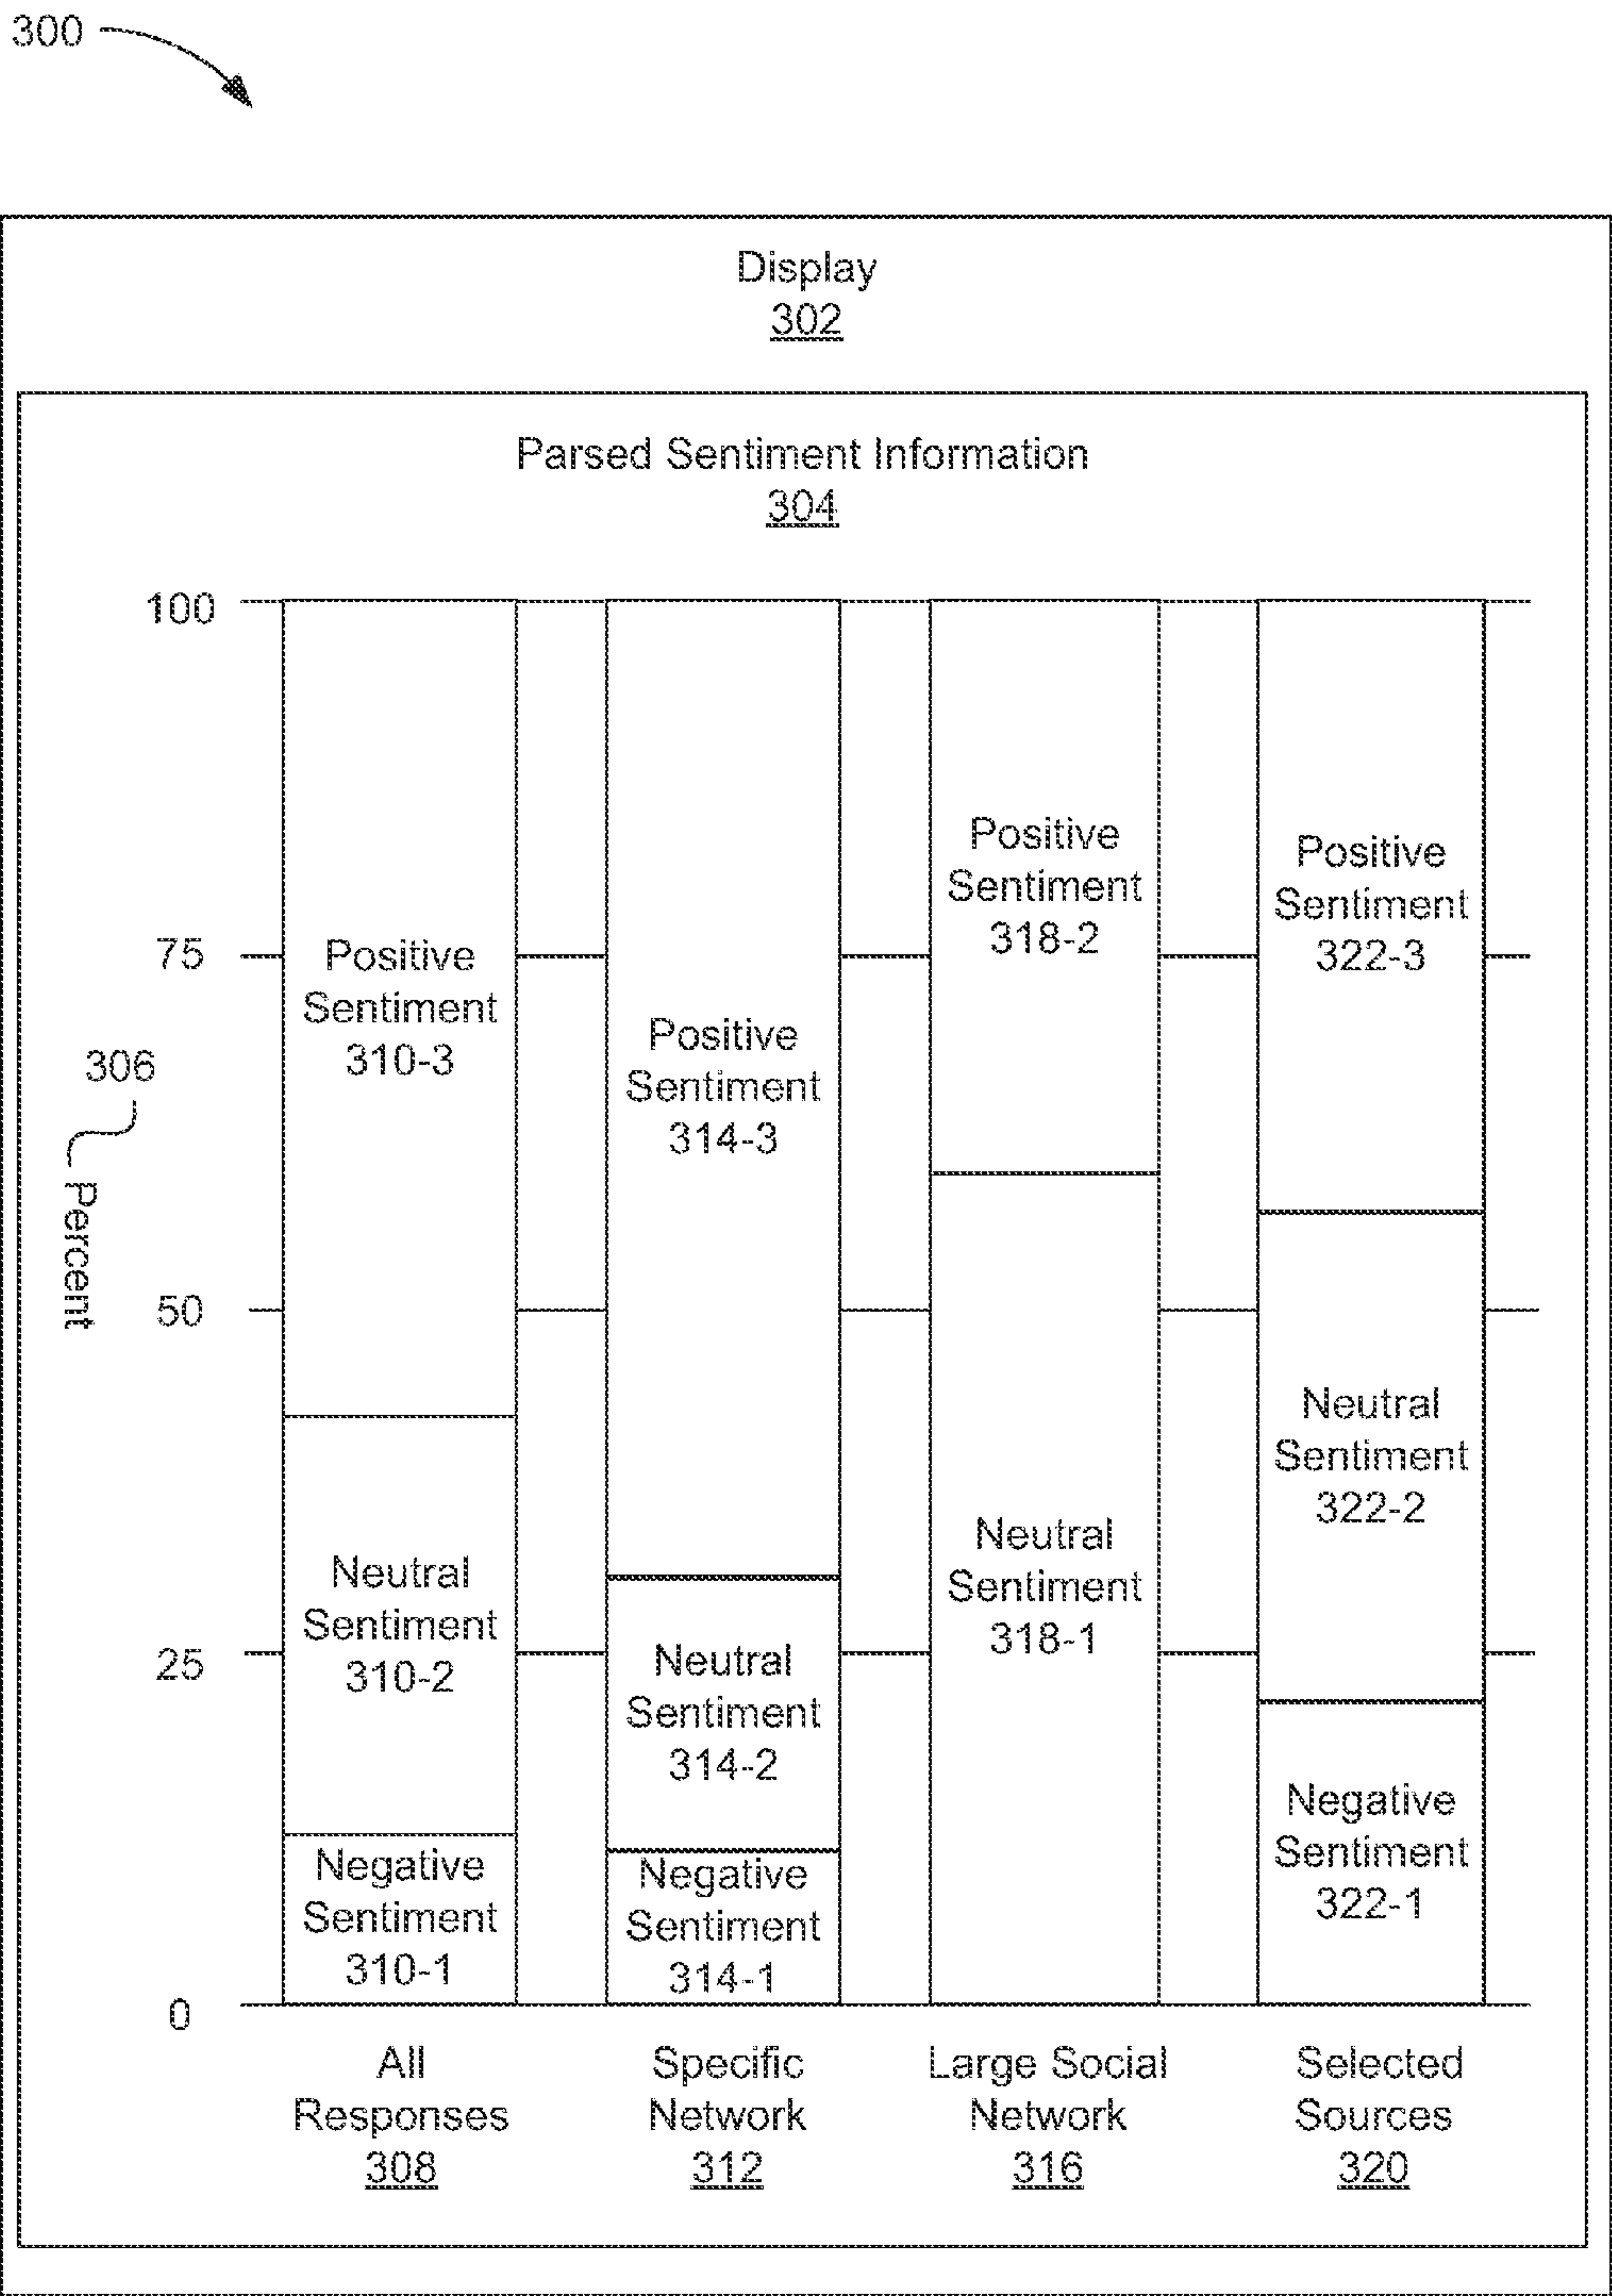 300
Display
302
Parsed Sentiment Information
304
100
75
50
25
0
306
Percent
Positive
Sentiment
310-3
Neutral
Sentiment
310-2
Negative
Sentiment
310-1
Positive
Sentiment
314-3
Neutral
Sentiment
314-2
Negative
Sentiment
314-1
Positive
Sentiment
318-2
Neutral
Sentiment
318-1
Positive
Sentiment
322-3
Neutral
Sentiment
322-2
Negative
Sentiment
322-1
All
Responses
308
Specific
Network
312
Large Social
Network
316
Selected
Sources
320